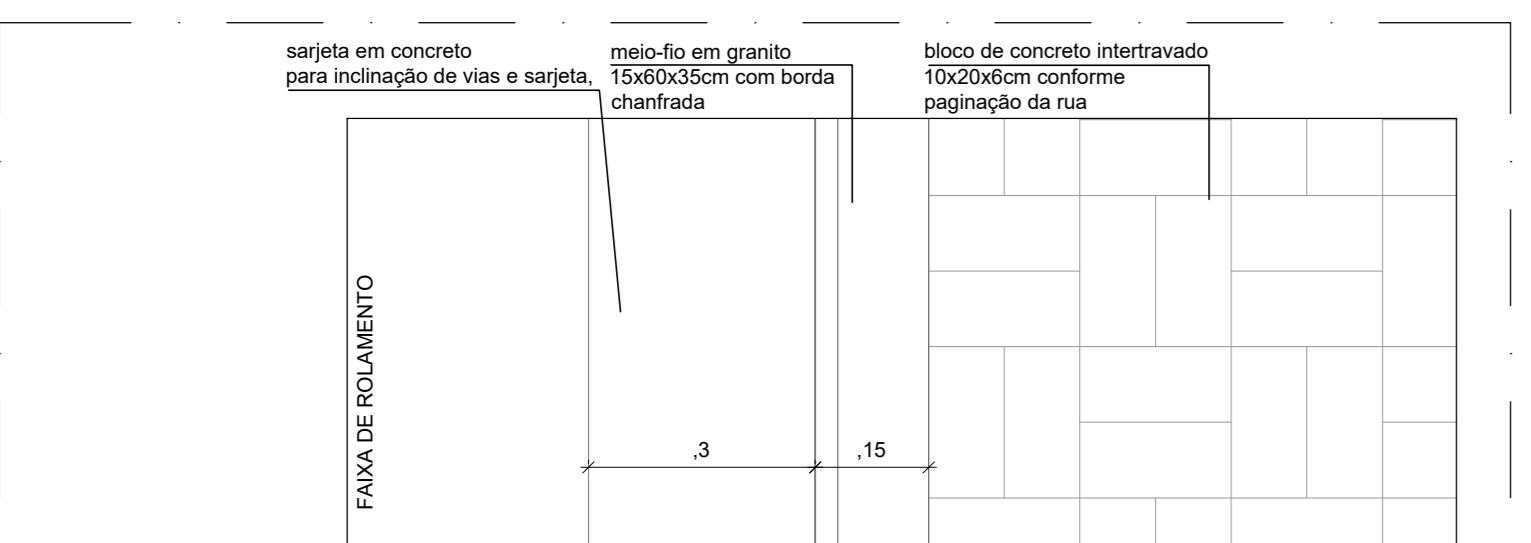 sarjeta em concreto
para inclinação de vias e sarjeta,
meio-fio em granito
15x60x35cm com borda
chanfrada
bloco de concreto intertravado
10x20x6cm conforme
paginação da rua
FAIXA DE ROLAMENTO
,3
,15